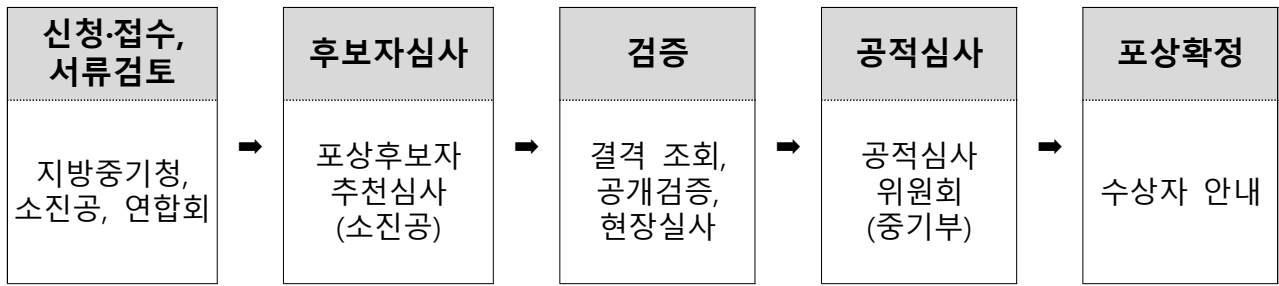 신청·접수,
서류검토
지방중기청,
소진공, 연합회
➡
후보자심사
포상후보자
추천심사
(소진공)
➡
검증
결격 조회,
공개검증,
현장실사
➡
공적심사
공적심사
위원회
(중기부)
➡
포상확정
수상자 안내